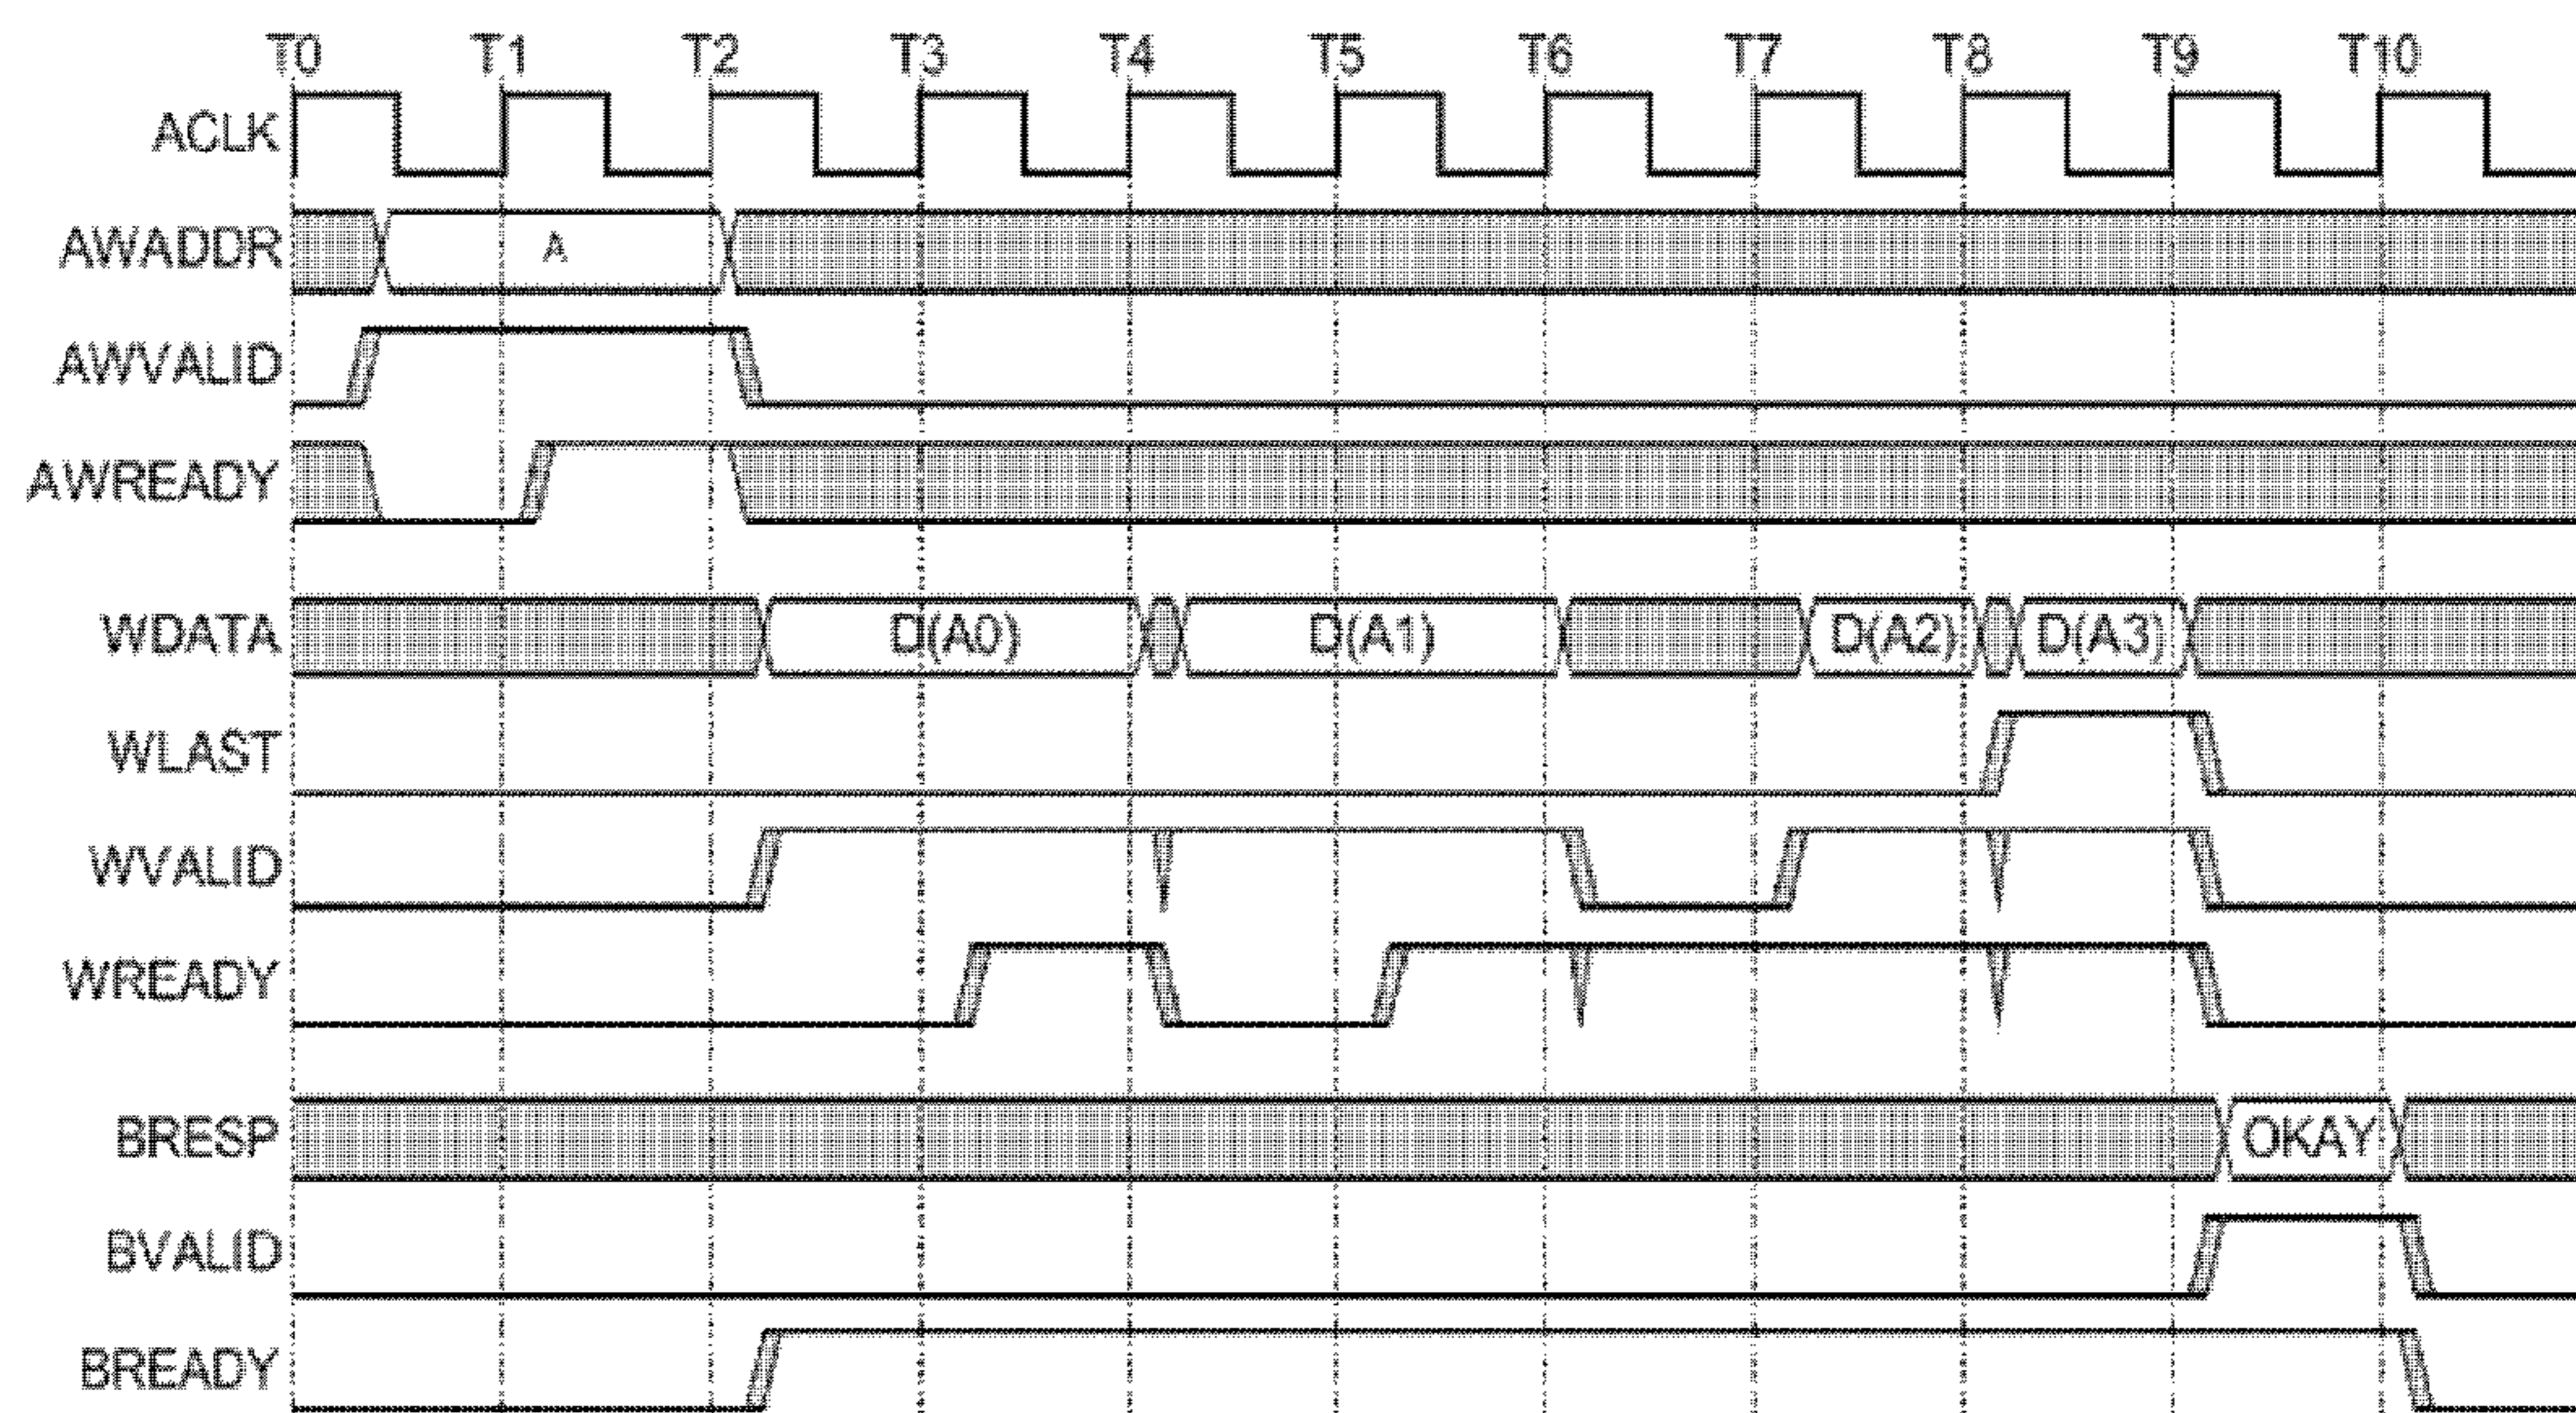 T0 T1 T2 T3 T4 T5 T6 T7 T8 T9 T10
ACLK
AWADDR A
AWVALID
AWREADY
WDATA D(A0) D(A1) D(A2) D(A3)
WLAST
WVALID
WREADY
BRESP OKAY
BVALID
BREADY